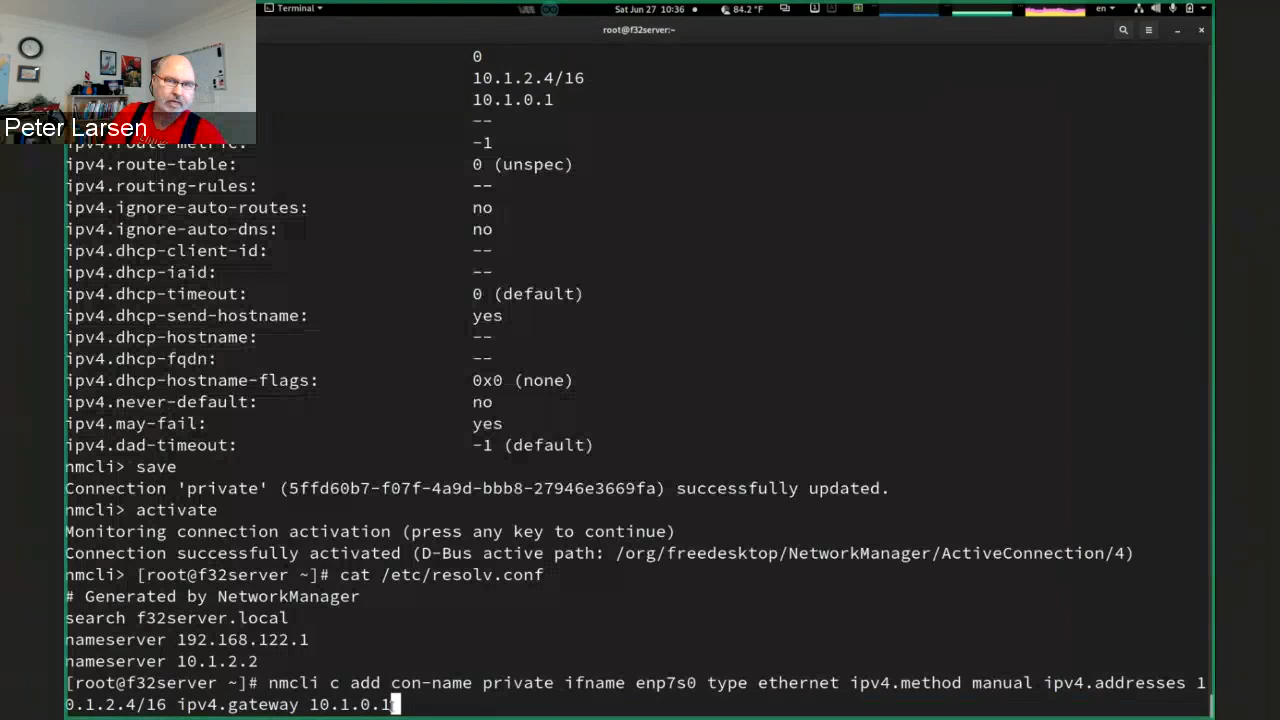 Terminal
Sat Jun 27 10:36
84.2 °F
en
root@f32server:~
0
10.1.2.4/16
10.1.0.1
--
Peter Larsen
ipv4.route-metric: -1
ipv4.route-table: 0 (unspec)
ipv4.routing-rules: --
ipv4.ignore-auto-routes: no
ipv4.ignore-auto-dns: no
ipv4.dhcp-client-id: --
ipv4.dhcp-iaid: --
ipv4.dhcp-timeout: 0 (default)
ipv4.dhcp-send-hostname: yes
ipv4.dhcp-hostname: --
ipv4.dhcp-fqdn: --
ipv4.dhcp-hostname-flags: 0x0 (none)
ipv4.never-default: no
ipv4.may-fail: yes
ipv4.dad-timeout: -1 (default)
nmcli> save
Connection 'private' (5ffd60b7-f07f-4a9d-bbb8-27946e3669fa) successfully updated.
nmcli> activate
Monitoring connection activation (press any key to continue)
Connection successfully activated (D-Bus active path: /org/freedesktop/NetworkManager/ActiveConnection/4)
nmcli> [root@f32server ~]# cat /etc/resolv.conf
# Generated by NetworkManager
search f32server.local
nameserver 192.168.122.1
nameserver 10.1.2.2
[root@f32server ~]# nmcli c add con-name private ifname enp7s0 type ethernet ipv4.method manual ipv4.addresses 1
0.1.2.4/16 ipv4.gateway 10.1.0.1